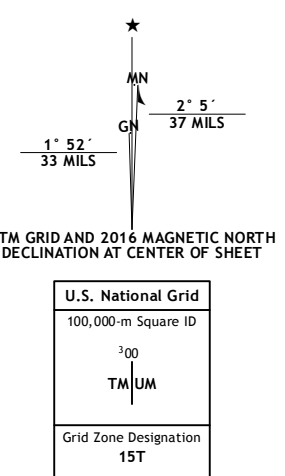 ★
MN
GN
2° 5´
37 MILS
1° 52´
33 MILS
TM GRID AND 2016 MAGNETIC NORTH
DECLINATION AT CENTER OF SHEET
U.S. National Grid
100,000-m Square ID
³00
TM UM
Grid Zone Designation
15T